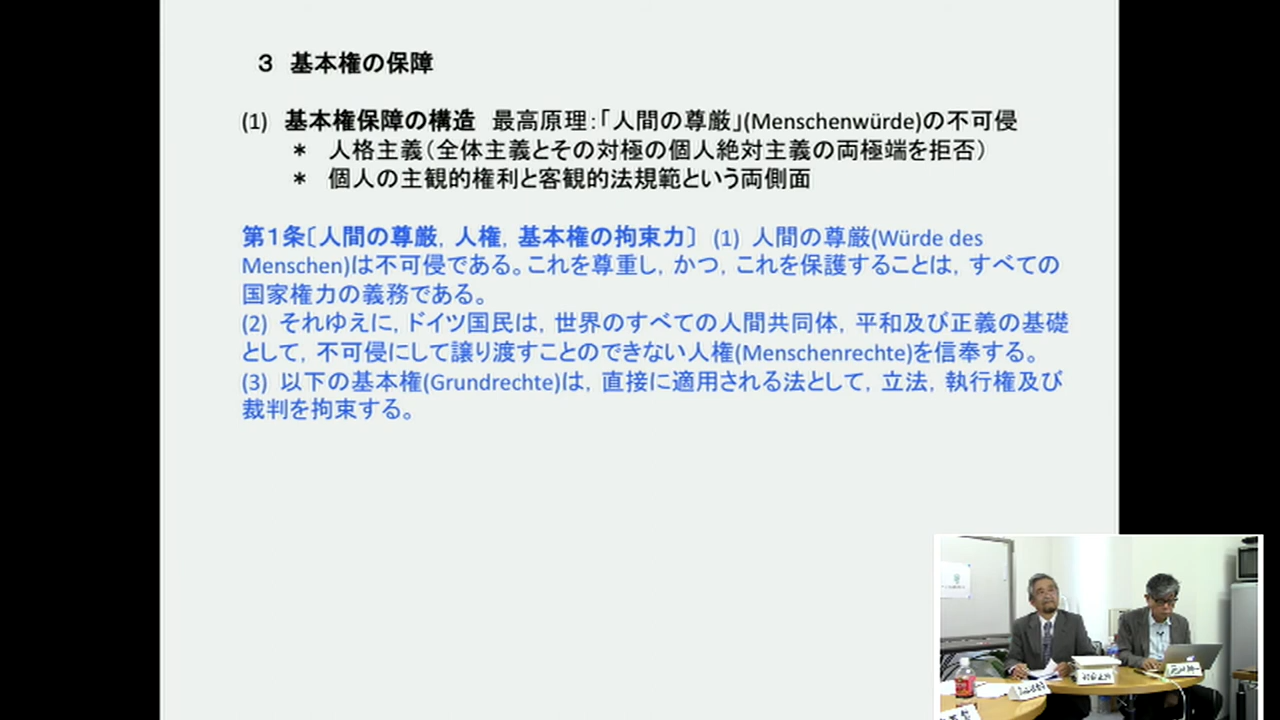 ３ 基本権の保障
(1) 基本権保障の構造 最高原理：「人間の尊厳」(Menschenwürde)の不可侵
＊ 人格主義（全体主義とその対極の個人絶対主義の両極端を拒否）
＊ 個人の主観的権利と客観的法規範という両側面
第１条〔人間の尊厳，人権，基本権の拘束力〕 (1) 人間の尊厳(Würde des
Menschen)は不可侵である。これを尊重し，かつ，これを保護することは，すべての
国家権力の義務である。
(2) それゆえに，ドイツ国民は，世界のすべての人間共同体，平和及び正義の基礎
として，不可侵にして譲り渡すことのできない人権(Menschenrechte)を信奉する。
(3) 以下の基本権(Grundrechte)は，直接に適用される法として，立法，執行権及び
裁判を拘束する。